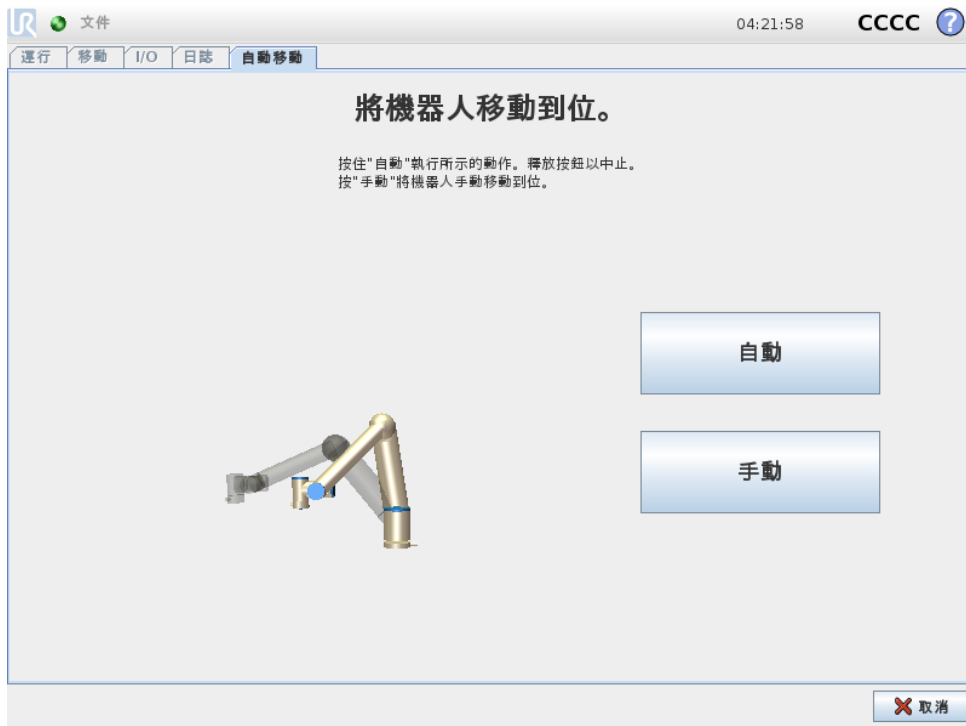 UR 文件 04:21:58 CCCC ?
運行 移動 I/O 日誌 自動移動
將機器人移動到位。
按住"自動"執行所示的動作。釋放按鈕以中止。
按"手動"將機器人手動移動到位。
自動
手動
取消